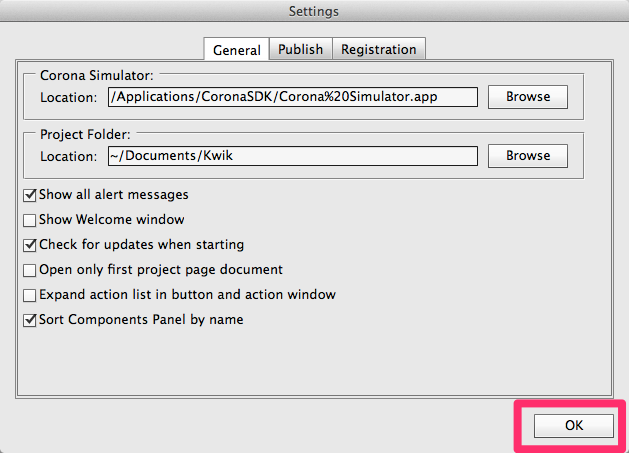 Settings
General Publish Registration
Corona Simulator:
Location: /Applications/CoronaSDK/Corona%20Simulator.app Browse
Project Folder:
Location: ~/Documents/Kwik Browse
Show all alert messages
Show Welcome window
Check for updates when starting
Open only first project page document
Expand action list in button and action window
Sort Components Panel by name
OK